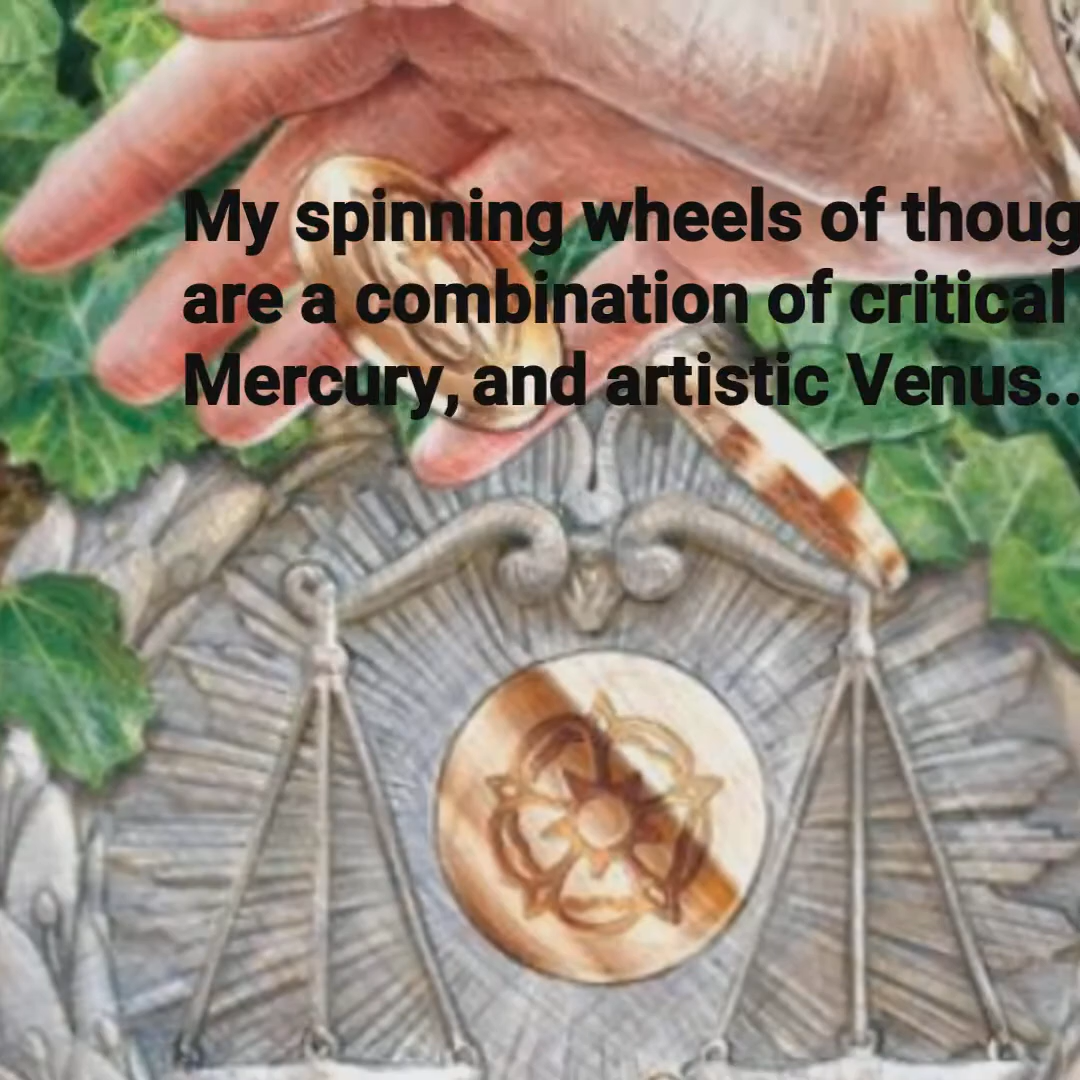 My spinning wheels of thoug
are a combination of critical
Mercury, and artistic Venus..